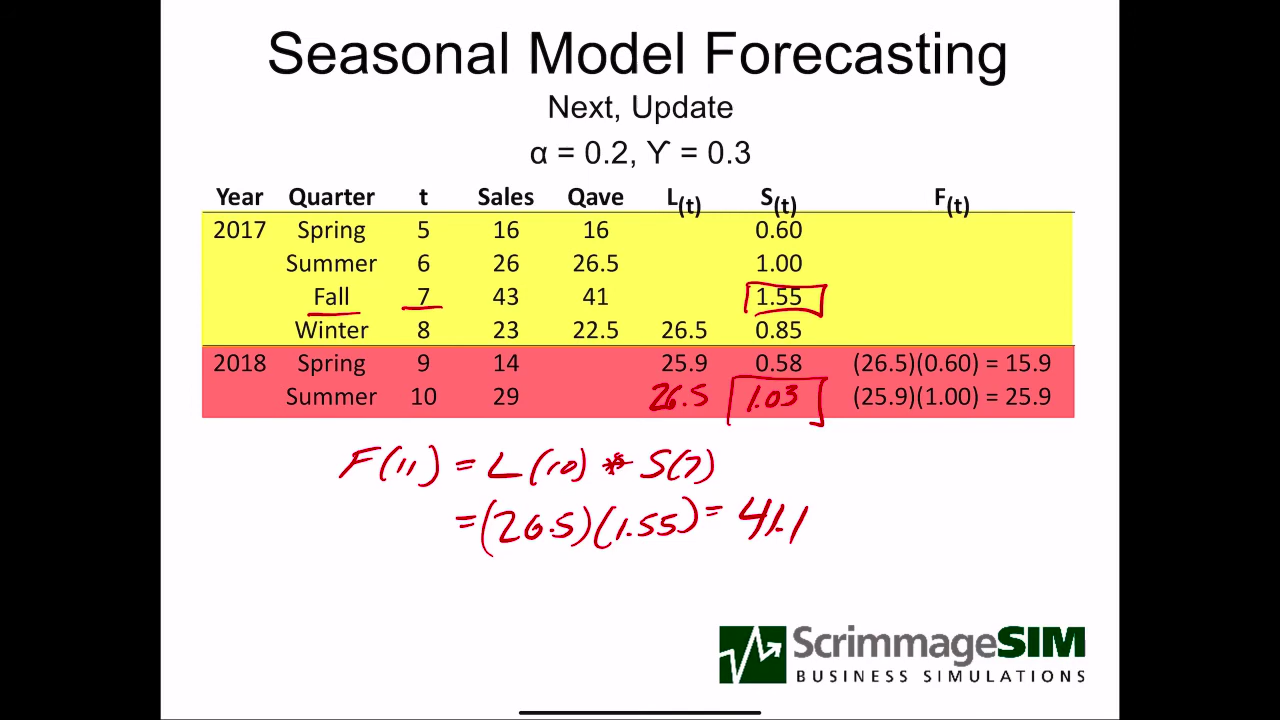 Seasonal Model Forecasting
Next, Update
α = 0.2, ϒ = 0.3
Year Quarter t Sales Qave L(t) S(t) F(t)
2017 Spring 5 16 16 0.60
Summer 6 26 26.5 1.00
Fall 7 43 41 1.55
Winter 8 23 22.5 26.5 0.85
2018 Spring 9 14 25.9 0.58 (26.5)(0.60) = 15.9
Summer 10 29 26.5 1.03 (25.9)(1.00) = 25.9
F(11) = L(10) * S(7)
= (26.5)(1.55) = 41.1
ScrimmageSIM
BUSINESS SIMULATIONS